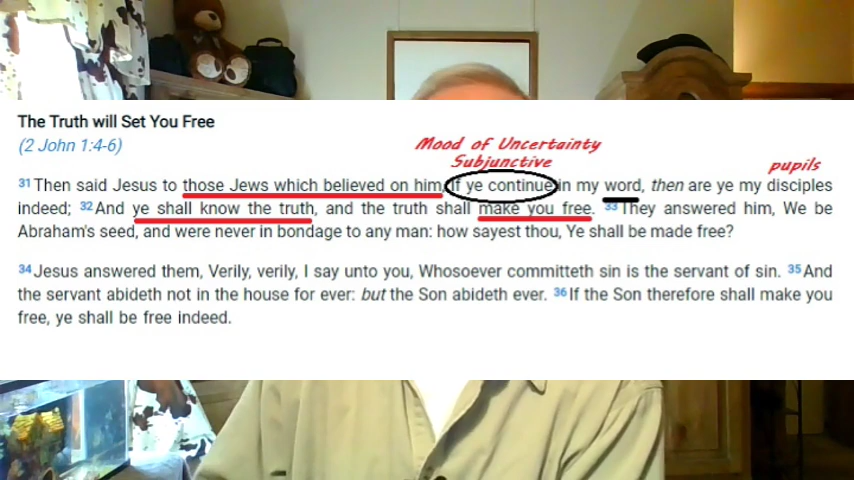 The Truth will Set You Free
(2 John 1:4-6)
Mood of Uncertainty
Subjunctive
pupils
31 Then said Jesus to those Jews which believed on him, If ye continue in my word, then are ye my disciples
indeed; 32 And ye shall know the truth, and the truth shall make you free. 33 They answered him, We be
Abraham's seed, and were never in bondage to any man: how sayest thou, Ye shall be made free?
34 Jesus answered them, Verily, verily, I say unto you, Whosoever committeth sin is the servant of sin. 35 And
the servant abideth not in the house for ever: but the Son abideth ever. 36 If the Son therefore shall make you
free, ye shall be free indeed.